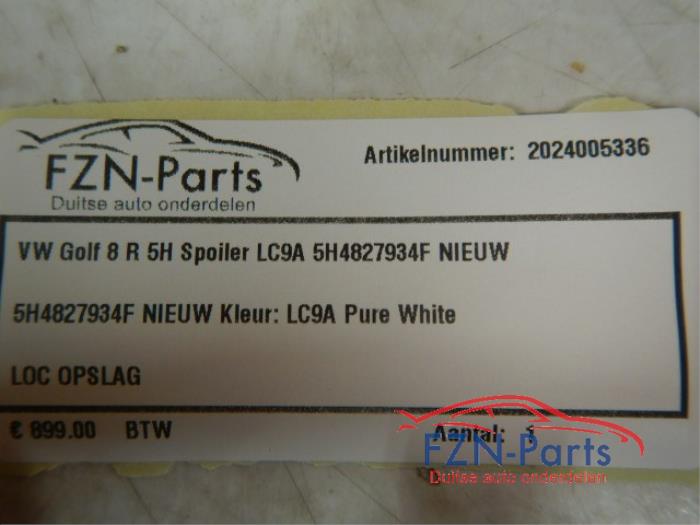 FZN-Parts
Duitse auto onderdelen
Artikelnummer: 2024005336
VW Golf 8 R 5H Spoiler LC9A 5H4827934F NIEUW
5H4827934F NIEUW Kleur: LC9A Pure White
LOC OPSLAG
€ 899.00 BTW
Aantal: 1
FZN-Parts
Duitse auto onderdelen